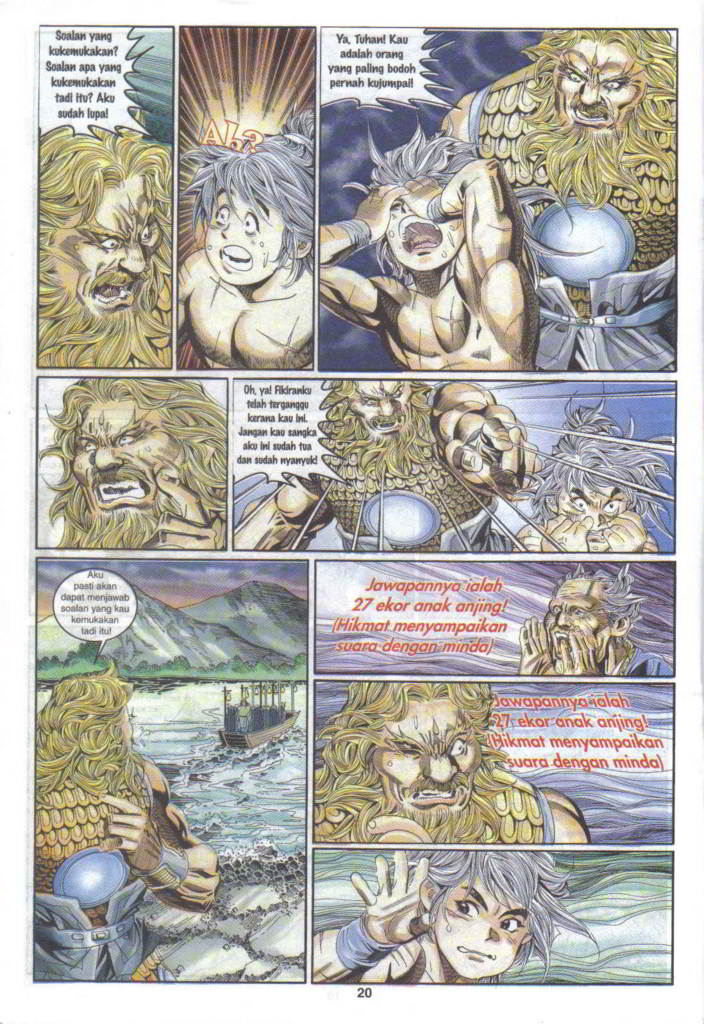 Soalan yang
kukemukakan?
Soalan apa yang
kukemukakan
tadi itu? Aku
sudah lupa!
Ah?
Ya, Tuhan! Kau
adalah orang
yang paling bodoh
pernah kujumpai!
Oh, ya! Fikiranku
telah terganggu
kerana kau ini.
Jangan kau sangka
aku ini sudah tua
dan sudah nyanyuk!
Aku
pasti akan
dapat menjawab
soalan yang kau
kemukakan
tadi itu!
Jawapannya ialah
27 ekor anak anjing!
(Hikmat menyampaikan
suara dengan minda)
Jawapannya ialah
27 ekor anak anjing!
(Hikmat menyampaikan
suara dengan minda)
20